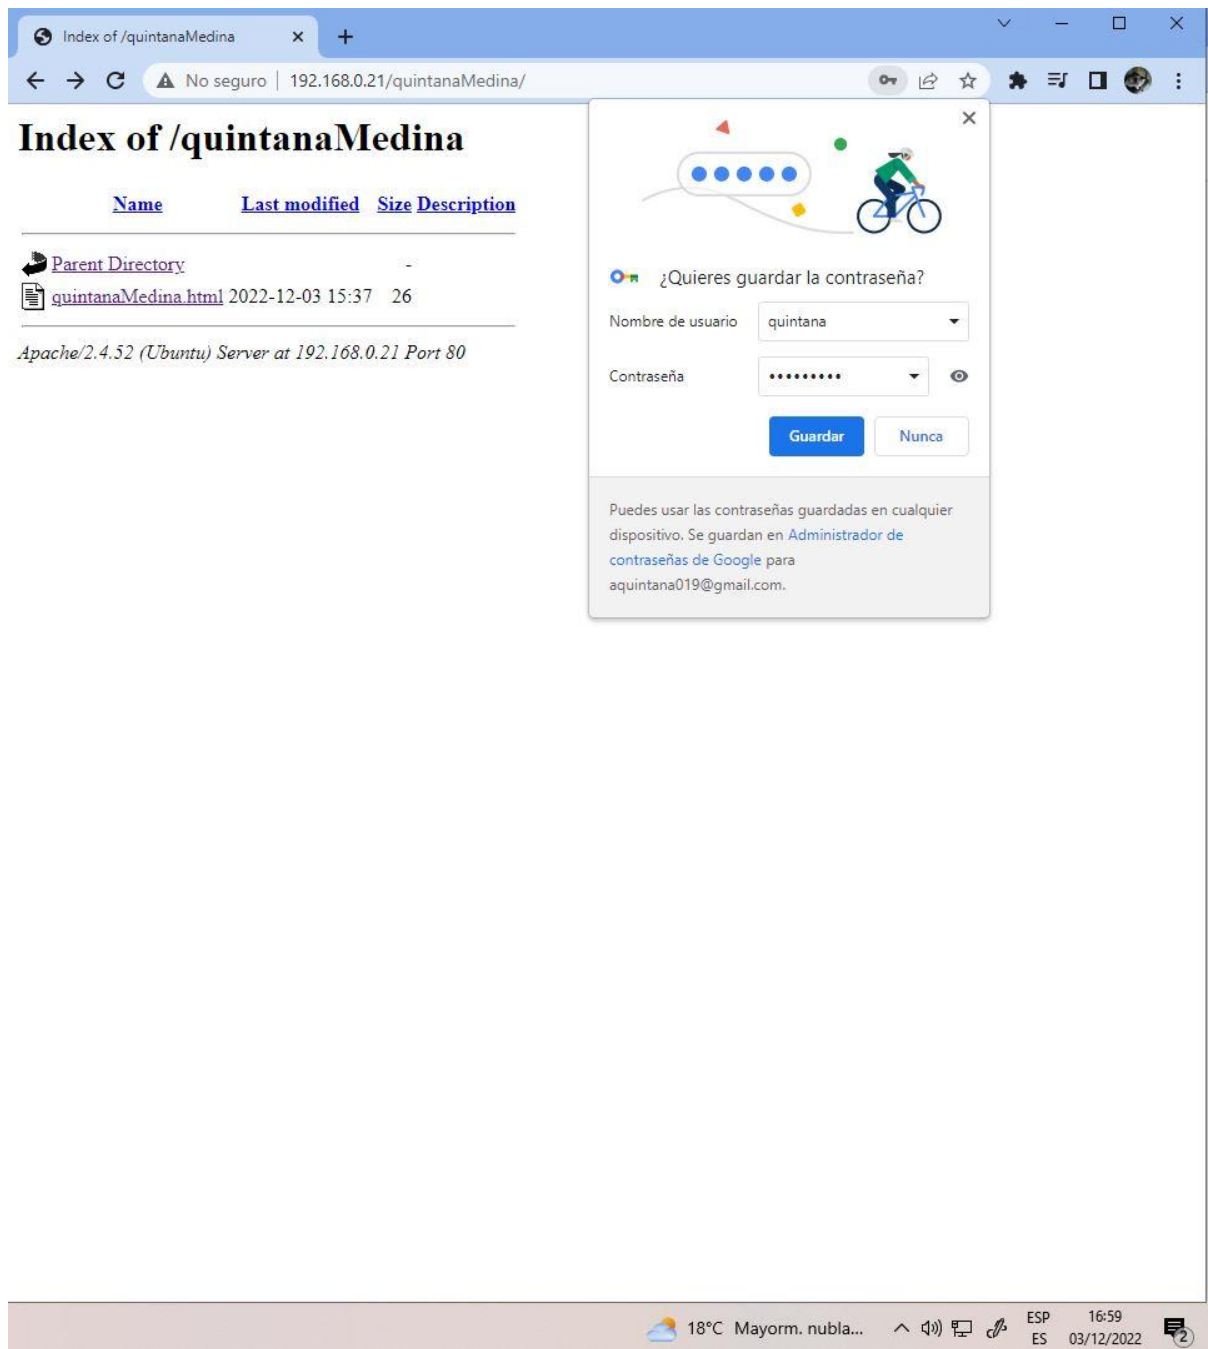 Index of /quintanaMedina
No seguro | 192.168.0.21/quintanaMedina/
Index of /quintanaMedina
Name Last modified Size Description
Parent Directory -
quintanaMedina.html 2022-12-03 15:37 26
Apache/2.4.52 (Ubuntu) Server at 192.168.0.21 Port 80
¿Quieres guardar la contraseña?
Nombre de usuario quintana
Contraseña •••••••••
Guardar Nunca
Puedes usar las contraseñas guardadas en cualquier
dispositivo. Se guardan en Administrador de
contraseñas de Google para
aquintana019@gmail.com.
18°C Mayorm. nubla...
ESP
ES
16:59
03/12/2022
2